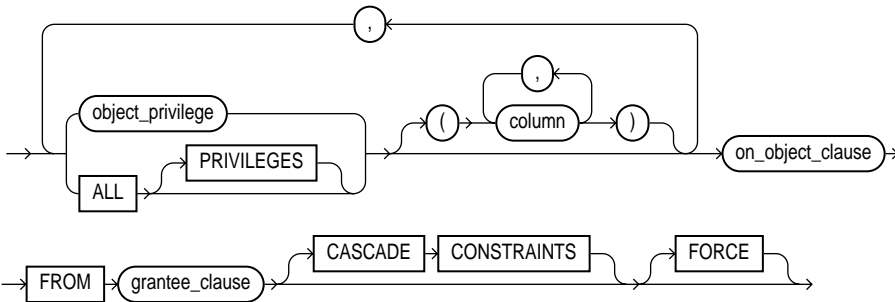 ,
,
object_privilege
( column )
PRIVILEGES
on_object_clause
ALL
CASCADE CONSTRAINTS FORCE
FROM grantee_clause